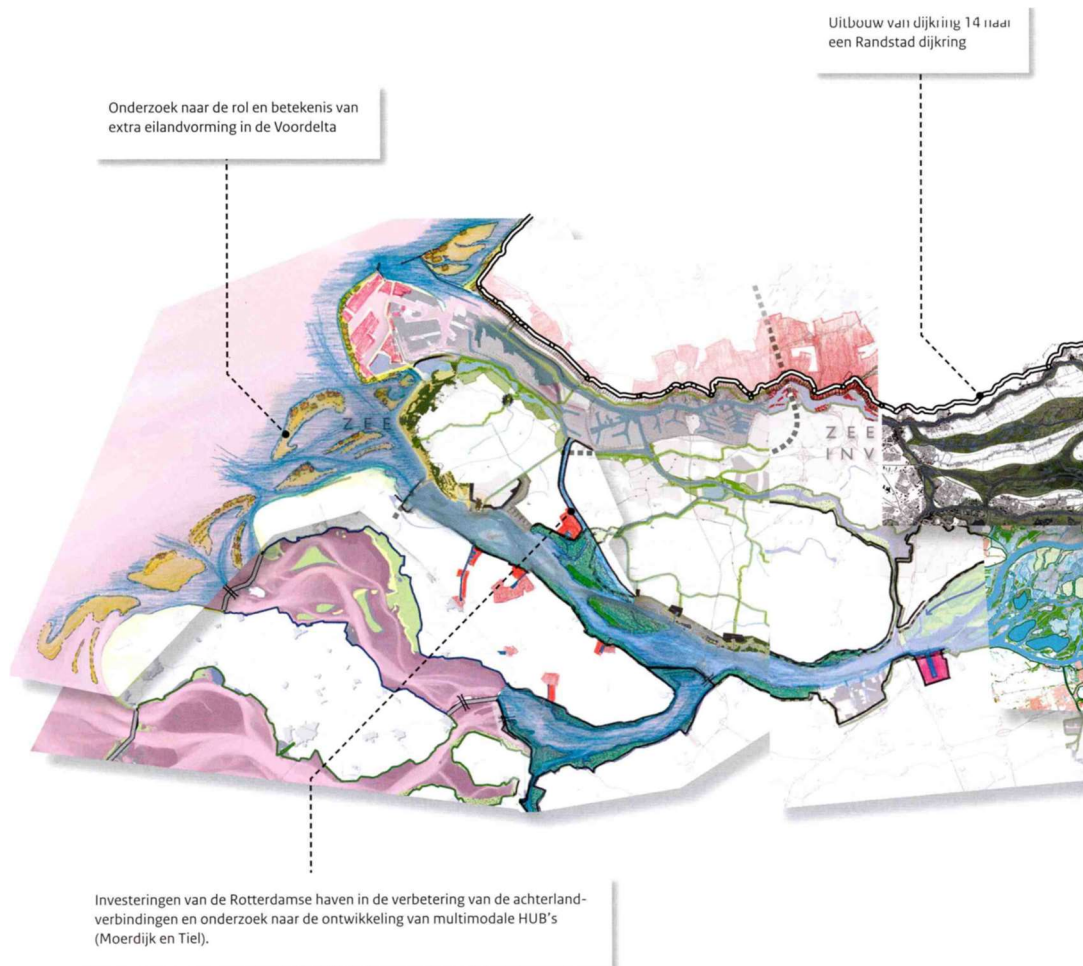 Uitbouw van dijkring 14 naar
een Randstad dijkring
Onderzoek naar de rol en betekenis van
extra eilandvorming in de Voordelta
ZEE
ZEE
INV
Investeringen van de Rotterdamse haven in de verbetering van de achterland-
verbindingen en onderzoek naar de ontwikkeling van multimodale HUB's
(Moerdijk en Tiel).